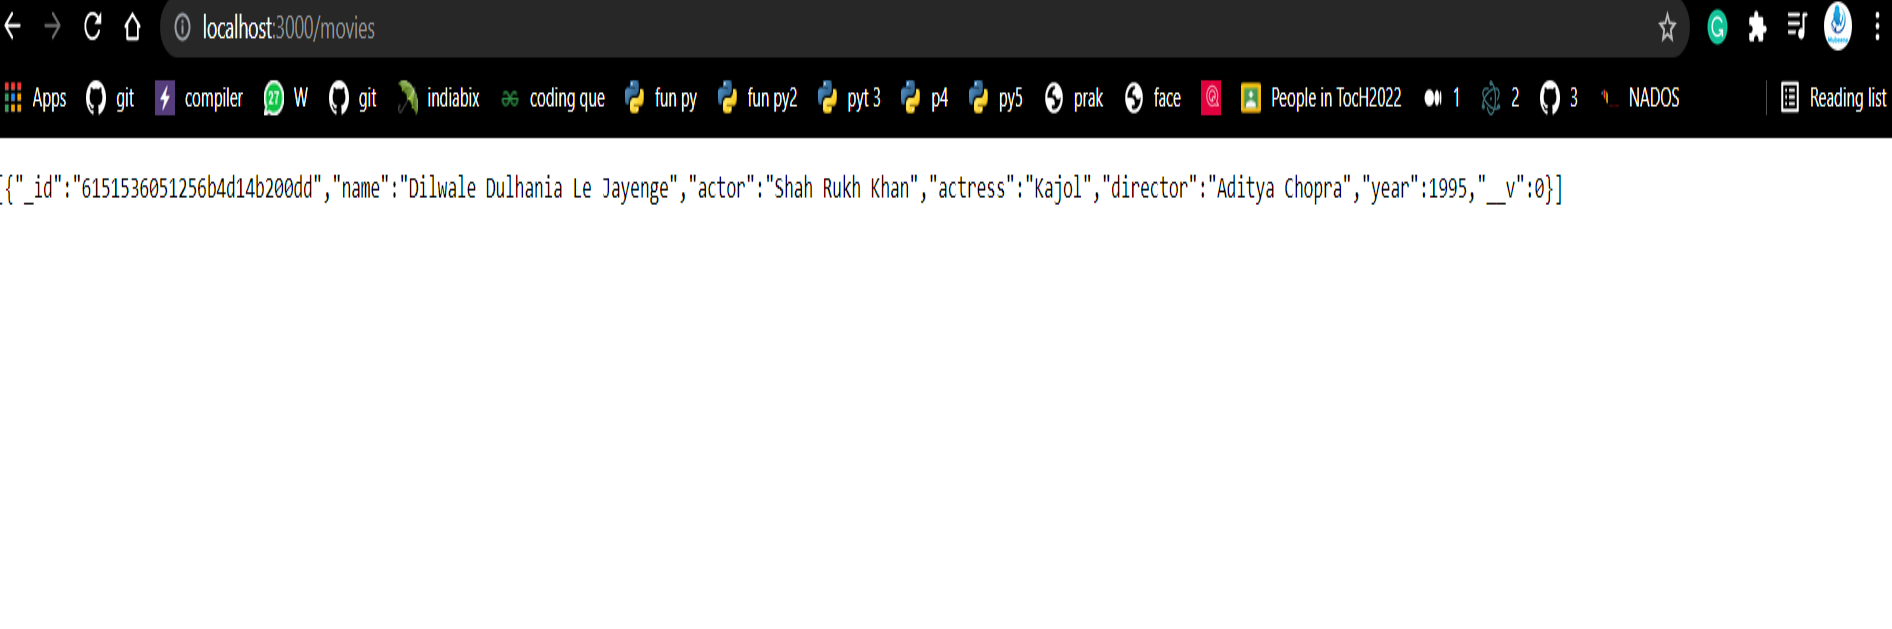 localhost:3000/movies
Apps git compiler 27 W git indiabix coding que fun py fun py2 pyt 3 p4 py5 prak face People in TocH2022 1 2 3 NADOS Reading list
[{"_id":"6151536051256b4d14b200dd","name":"Dilwale Dulhania Le Jayenge","actor":"Shah Rukh Khan","actress":"Kajol","director":"Aditya Chopra","year":1995,"__v":0}]